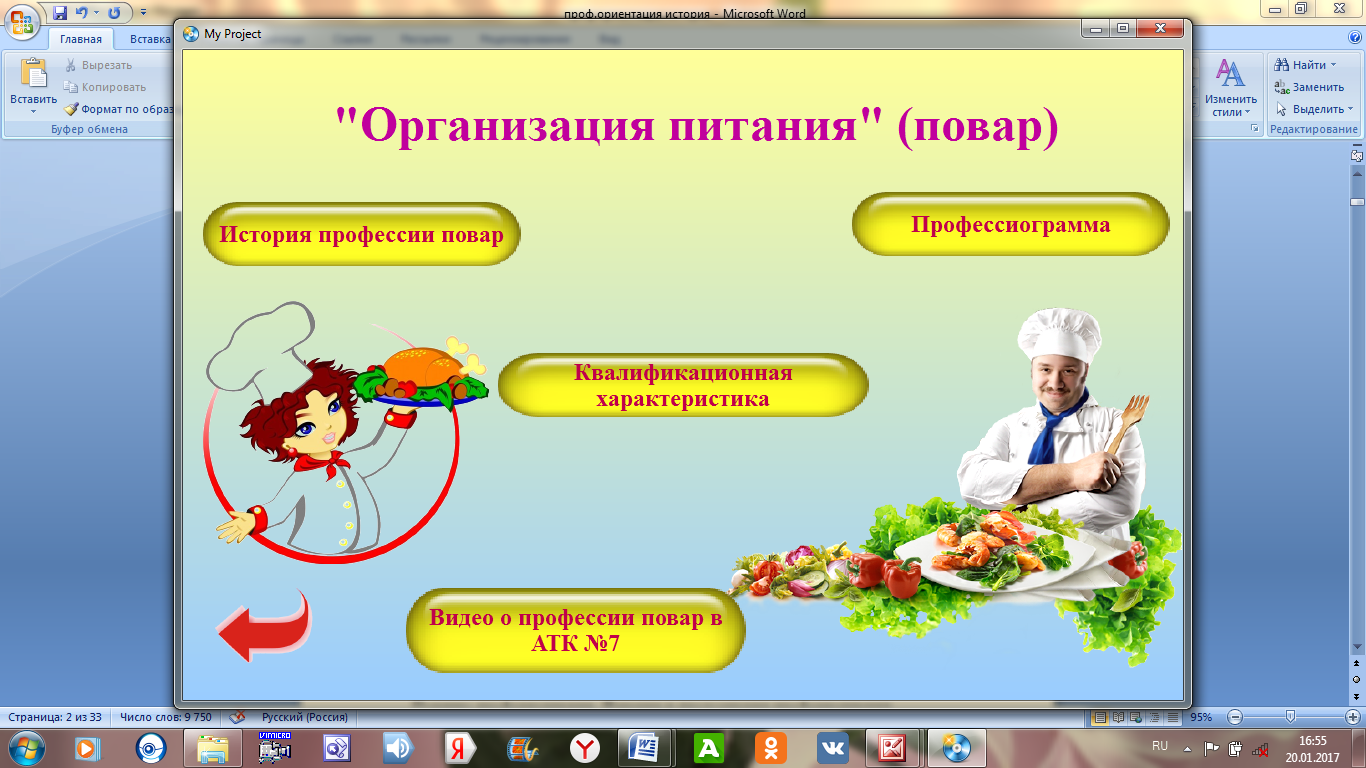 проф.ориентация история - Microsoft Word
My Project
Главная
Вставка
Вырезать
Копировать
Формат по образ
Вставить
Буфер обмена
Изменить
стили
Найти
Заменить
Выделить
Редактирование
"Организация питания" (повар)
История профессии повар
Профессиограмма
Квалификационная
характеристика
Видео о профессии повар в
АТК №7
Страница: 2 из 33
Число слов: 9 750
Русский (Россия)
95%
VIMICRO
RU
16:55
20.01.2017